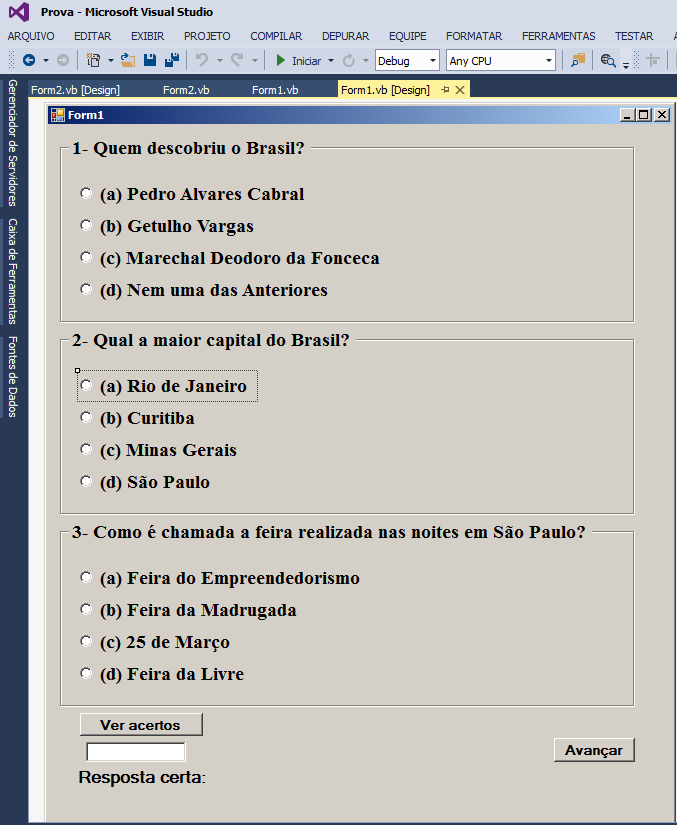 Prova - Microsoft Visual Studio
ARQUIVO EDITAR EXIBIR PROJETO COMPILAR DEPURAR EQUIPE FORMATAR FERRAMENTAS TESTAR
Iniciar Debug Any CPU
Form2.vb [Design] Form2.vb Form1.vb Form1.vb [Design]
Gerenciador de Servidores
Caixa de Ferramentas
Fontes de Dados
Form1
1- Quem descobriu o Brasil?
(a) Pedro Alvares Cabral
(b) Getulho Vargas
(c) Marechal Deodoro da Fonceca
(d) Nem uma das Anteriores
2- Qual a maior capital do Brasil?
(a) Rio de Janeiro
(b) Curitiba
(c) Minas Gerais
(d) São Paulo
3- Como é chamada a feira realizada nas noites em São Paulo?
(a) Feira do Empreendedorismo
(b) Feira da Madrugada
(c) 25 de Março
(d) Feira da Livre
Ver acertos
Avançar
Resposta certa: